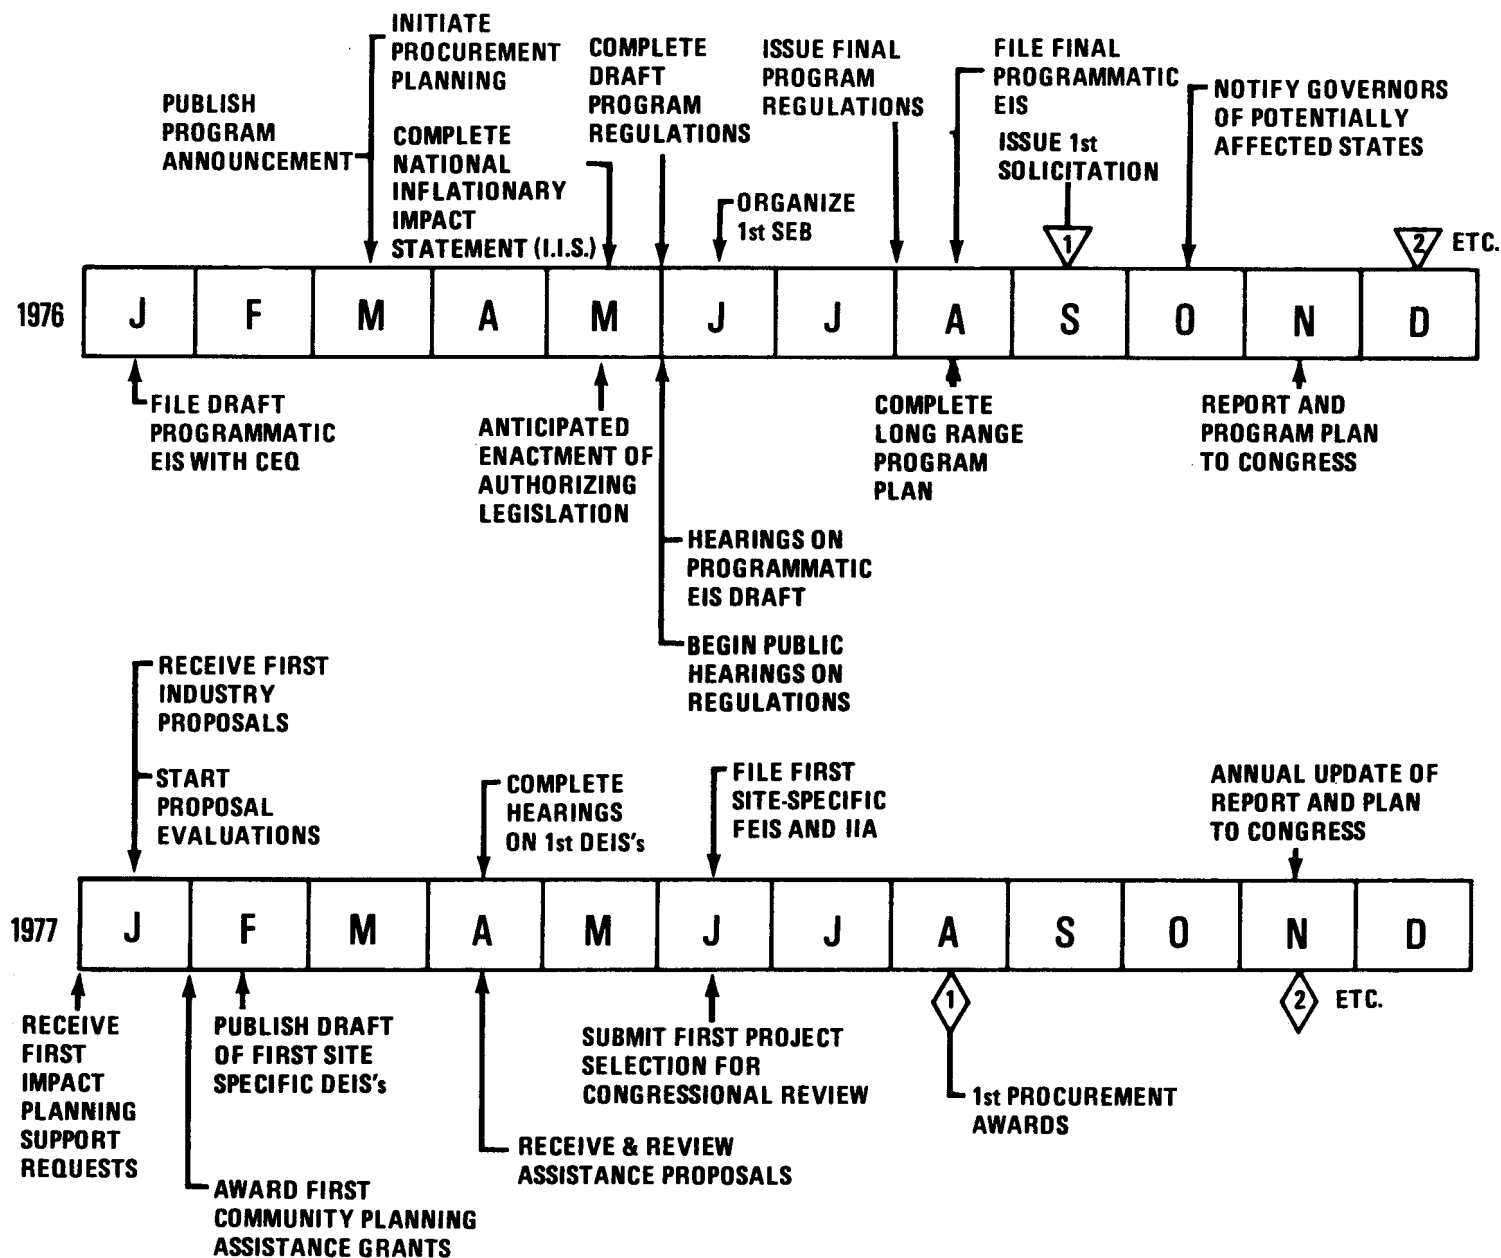 INITIATE
PROCUREMENT
PLANNING
PUBLISH
PROGRAM
ANNOUNCEMENT
COMPLETE
NATIONAL
INFLATIONARY
IMPACT
STATEMENT (I.I.S.)
COMPLETE
DRAFT
PROGRAM
REGULATIONS
ORGANIZE
1st SEB
ISSUE FINAL
PROGRAM
REGULATIONS
FILE FINAL
PROGRAMMATIC
EIS
ISSUE 1st
SOLICITATION
1
NOTIFY GOVERNORS
OF POTENTIALLY
AFFECTED STATES
2 ETC.
1976 J F M A M J J A S O N D
FILE DRAFT
PROGRAMMATIC
EIS WITH CEQ
ANTICIPATED
ENACTMENT OF
AUTHORIZING
LEGISLATION
HEARINGS ON
PROGRAMMATIC
EIS DRAFT
BEGIN PUBLIC
HEARINGS ON
REGULATIONS
COMPLETE
LONG RANGE
PROGRAM
PLAN
REPORT AND
PROGRAM PLAN
TO CONGRESS
RECEIVE FIRST
INDUSTRY
PROPOSALS
START
PROPOSAL
EVALUATIONS
COMPLETE
HEARINGS
ON 1st DEIS's
FILE FIRST
SITE-SPECIFIC
FEIS AND IIA
ANNUAL UPDATE OF
REPORT AND PLAN
TO CONGRESS
1977 J F M A M J J A S O N D
RECEIVE
FIRST
IMPACT
PLANNING
SUPPORT
REQUESTS
AWARD FIRST
COMMUNITY PLANNING
ASSISTANCE GRANTS
PUBLISH DRAFT
OF FIRST SITE
SPECIFIC DEIS's
RECEIVE & REVIEW
ASSISTANCE PROPOSALS
SUBMIT FIRST PROJECT
SELECTION FOR
CONGRESSIONAL REVIEW
1
1st PROCUREMENT
AWARDS
2 ETC.